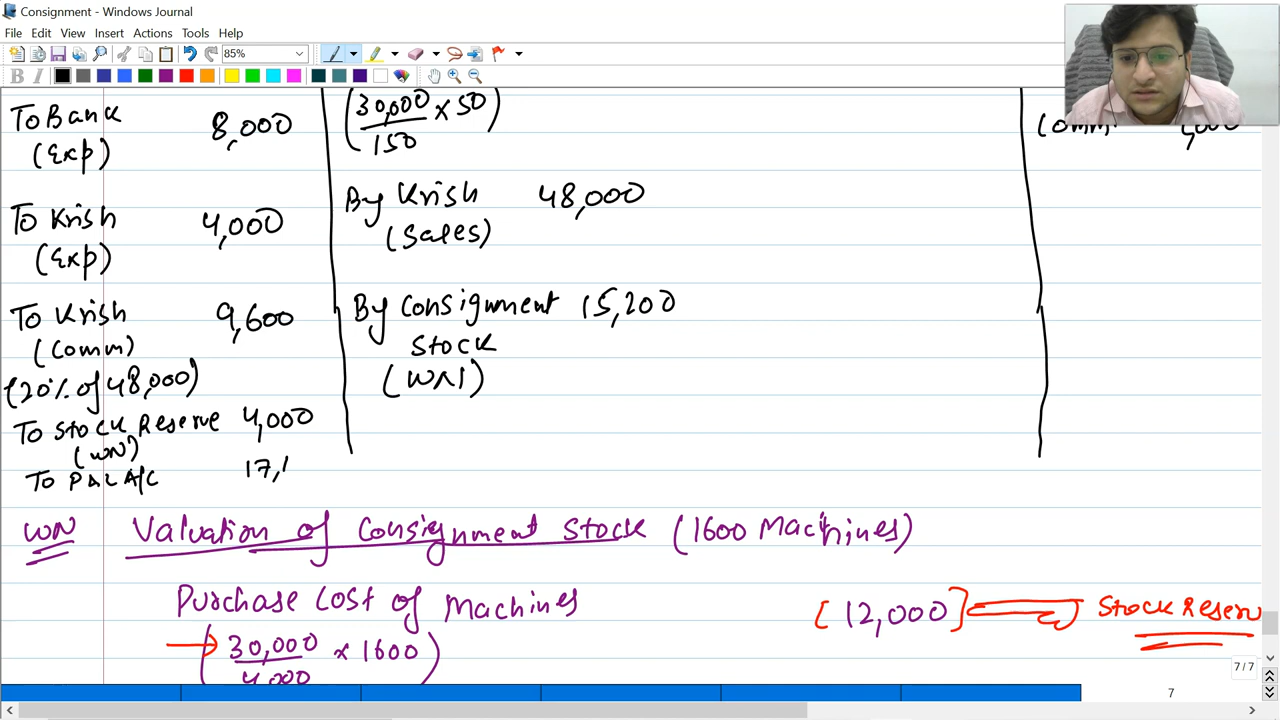 Consignment - Windows Journal
File Edit View Insert Actions Tools Help
85%
B I
To Bank 8,000
(Exp)
(30,000/150 × 50)
(Comm)
To Krish 4,000
(Exp)
By Krish 48,000
(Sales)
To Krish 9,600
(Comm)
(20% of 48,000)
By Consignment 15,200
Stock
(WN1)
To Stock Reserve 4,000
(WN)
To P&L A/c 17,1
WN Valuation of Consignment Stock (1600 Machines)
Purchase Cost of Machines
(30,000/4,000 × 1600)
[12,000] Stock Reserv
7 / 7
7